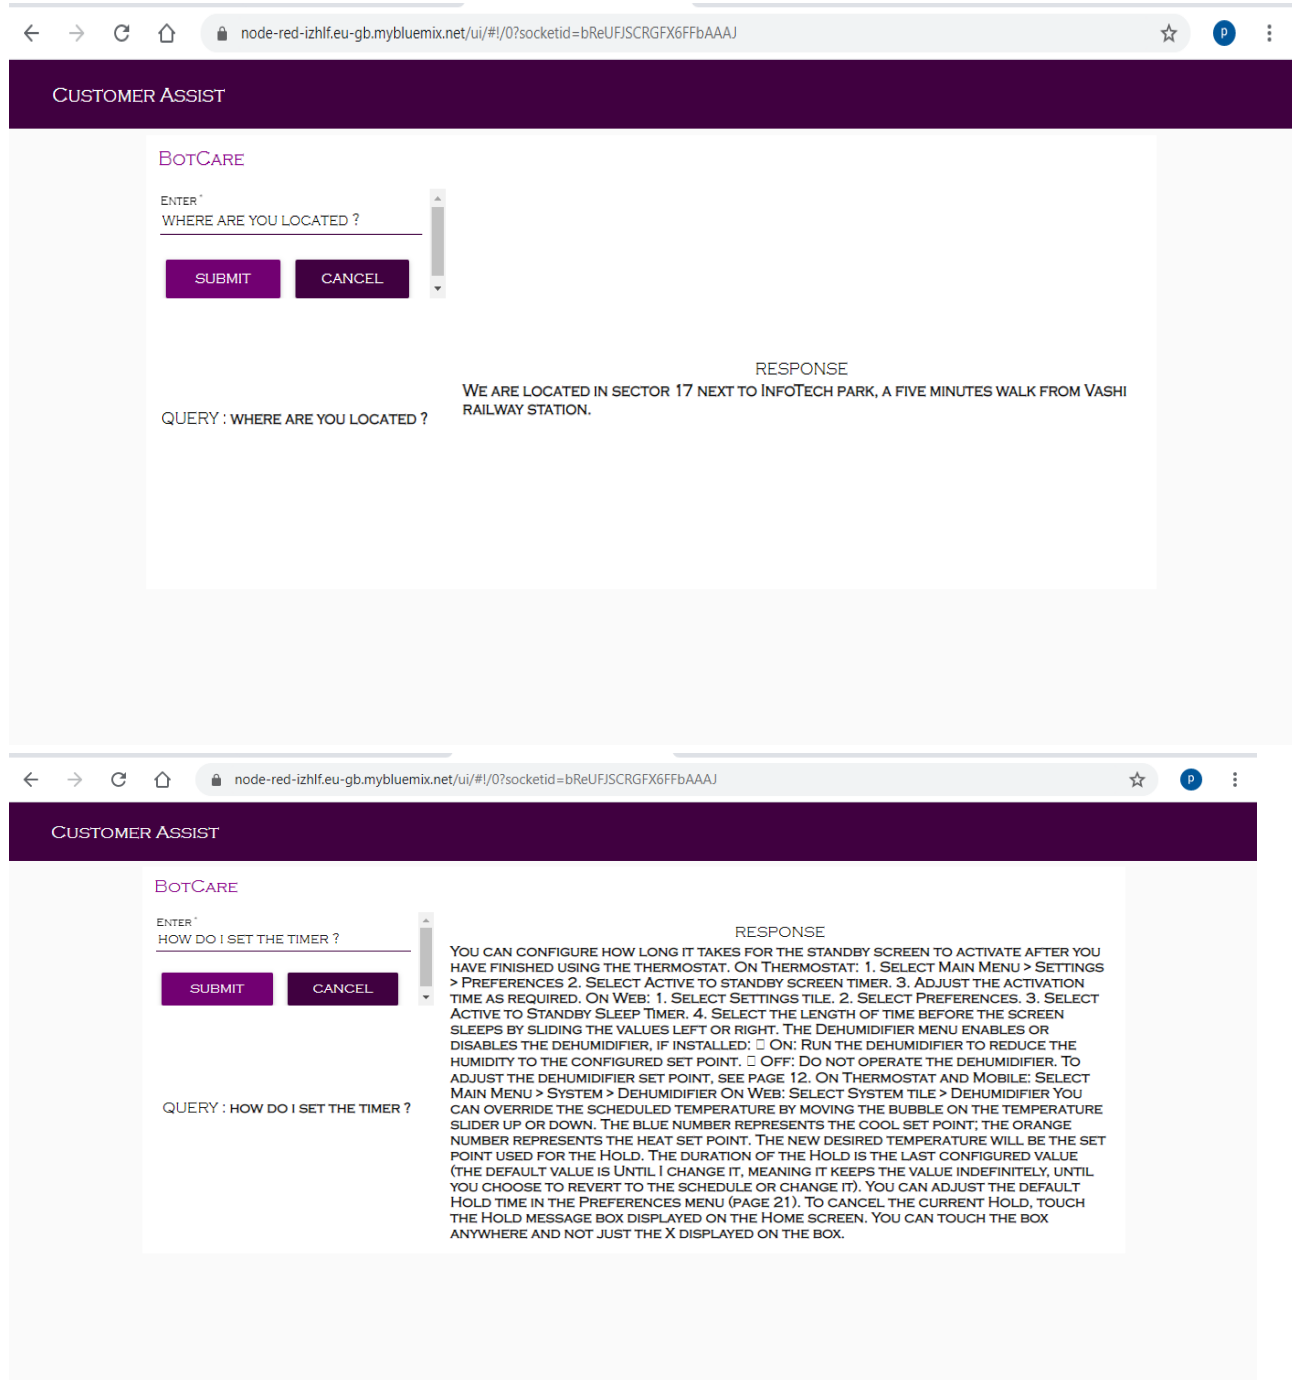 node-red-izhlf.eu-gb.mybluemix.net/ui/#!/0?socketid=bReUFJSCRGFX6FFbAAAJ
p
Customer Assist
BotCare
Enter*
where are you located ?
SUBMIT CANCEL
RESPONSE
We are located in sector 17 next to InfoTech park, a five minutes walk from Vashi
railway station.
QUERY : where are you located ?
node-red-izhlf.eu-gb.mybluemix.net/ui/#!/0?socketid=bReUFJSCRGFX6FFbAAAJ
p
Customer Assist
BotCare
Enter*
how do i set the timer ?
SUBMIT CANCEL
QUERY : how do i set the timer ?
RESPONSE
You can configure how long it takes for the standby screen to activate after you
have finished using the thermostat. On Thermostat: 1. Select Main Menu > Settings
> Preferences 2. Select Active to standby screen timer. 3. Adjust the activation
time as required. On Web: 1. Select Settings tile. 2. Select Preferences. 3. Select
Active to Standby Sleep Timer. 4. Select the length of time before the screen
sleeps by sliding the values left or right. The Dehumidifier menu enables or
disables the dehumidifier, if installed: □ On: Run the dehumidifier to reduce the
humidity to the configured set point. □ Off: Do not operate the dehumidifier. To
adjust the dehumidifier set point, see page 12. On Thermostat and Mobile: Select
Main Menu > System > Dehumidifier On Web: Select System tile > Dehumidifier You
can override the scheduled temperature by moving the bubble on the temperature
slider up or down. The blue number represents the cool set point; the orange
number represents the heat set point. The new desired temperature will be the set
point used for the Hold. The duration of the Hold is the last configured value
(the default value is Until I change it, meaning it keeps the value indefinitely, until
you choose to revert to the schedule or change it). You can adjust the default
Hold time in the Preferences menu (page 21). To cancel the current Hold, touch
the Hold message box displayed on the Home screen. You can touch the box
anywhere and not just the X displayed on the box.